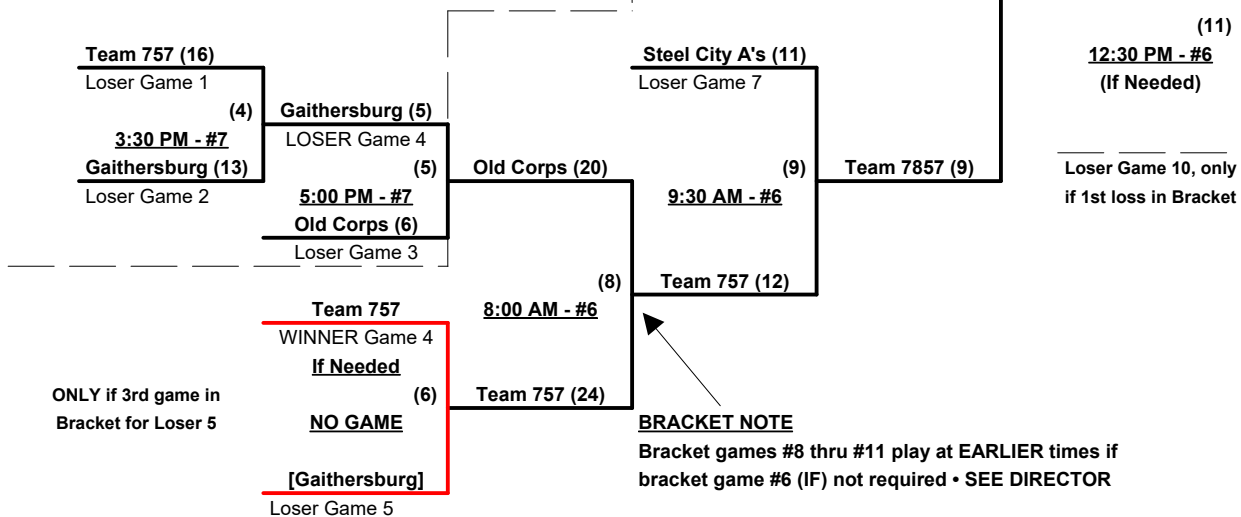 Team 757 (16)
Loser Game 1
(4)
3:30 PM - #7
Gaithersburg (13)
Loser Game 2
Gaithersburg (5)
LOSER Game 4
(5)
5:00 PM - #7
Old Corps (6)
Loser Game 3
Old Corps (20)
(8)
8:00 AM - #6
Team 757
WINNER Game 4
If Needed
(6)
NO GAME
[Gaithersburg]
Loser Game 5
ONLY if 3rd game in
Bracket for Loser 5
Team 757 (24)
Steel City A's (11)
Loser Game 7
(9)
9:30 AM - #6
Team 757 (12)
Team 7857 (9)
(11)
12:30 PM - #6
(If Needed)
Loser Game 10, only
if 1st loss in Bracket
BRACKET NOTE
Bracket games #8 thru #11 play at EARLIER times if
bracket game #6 (IF) not required • SEE DIRECTOR